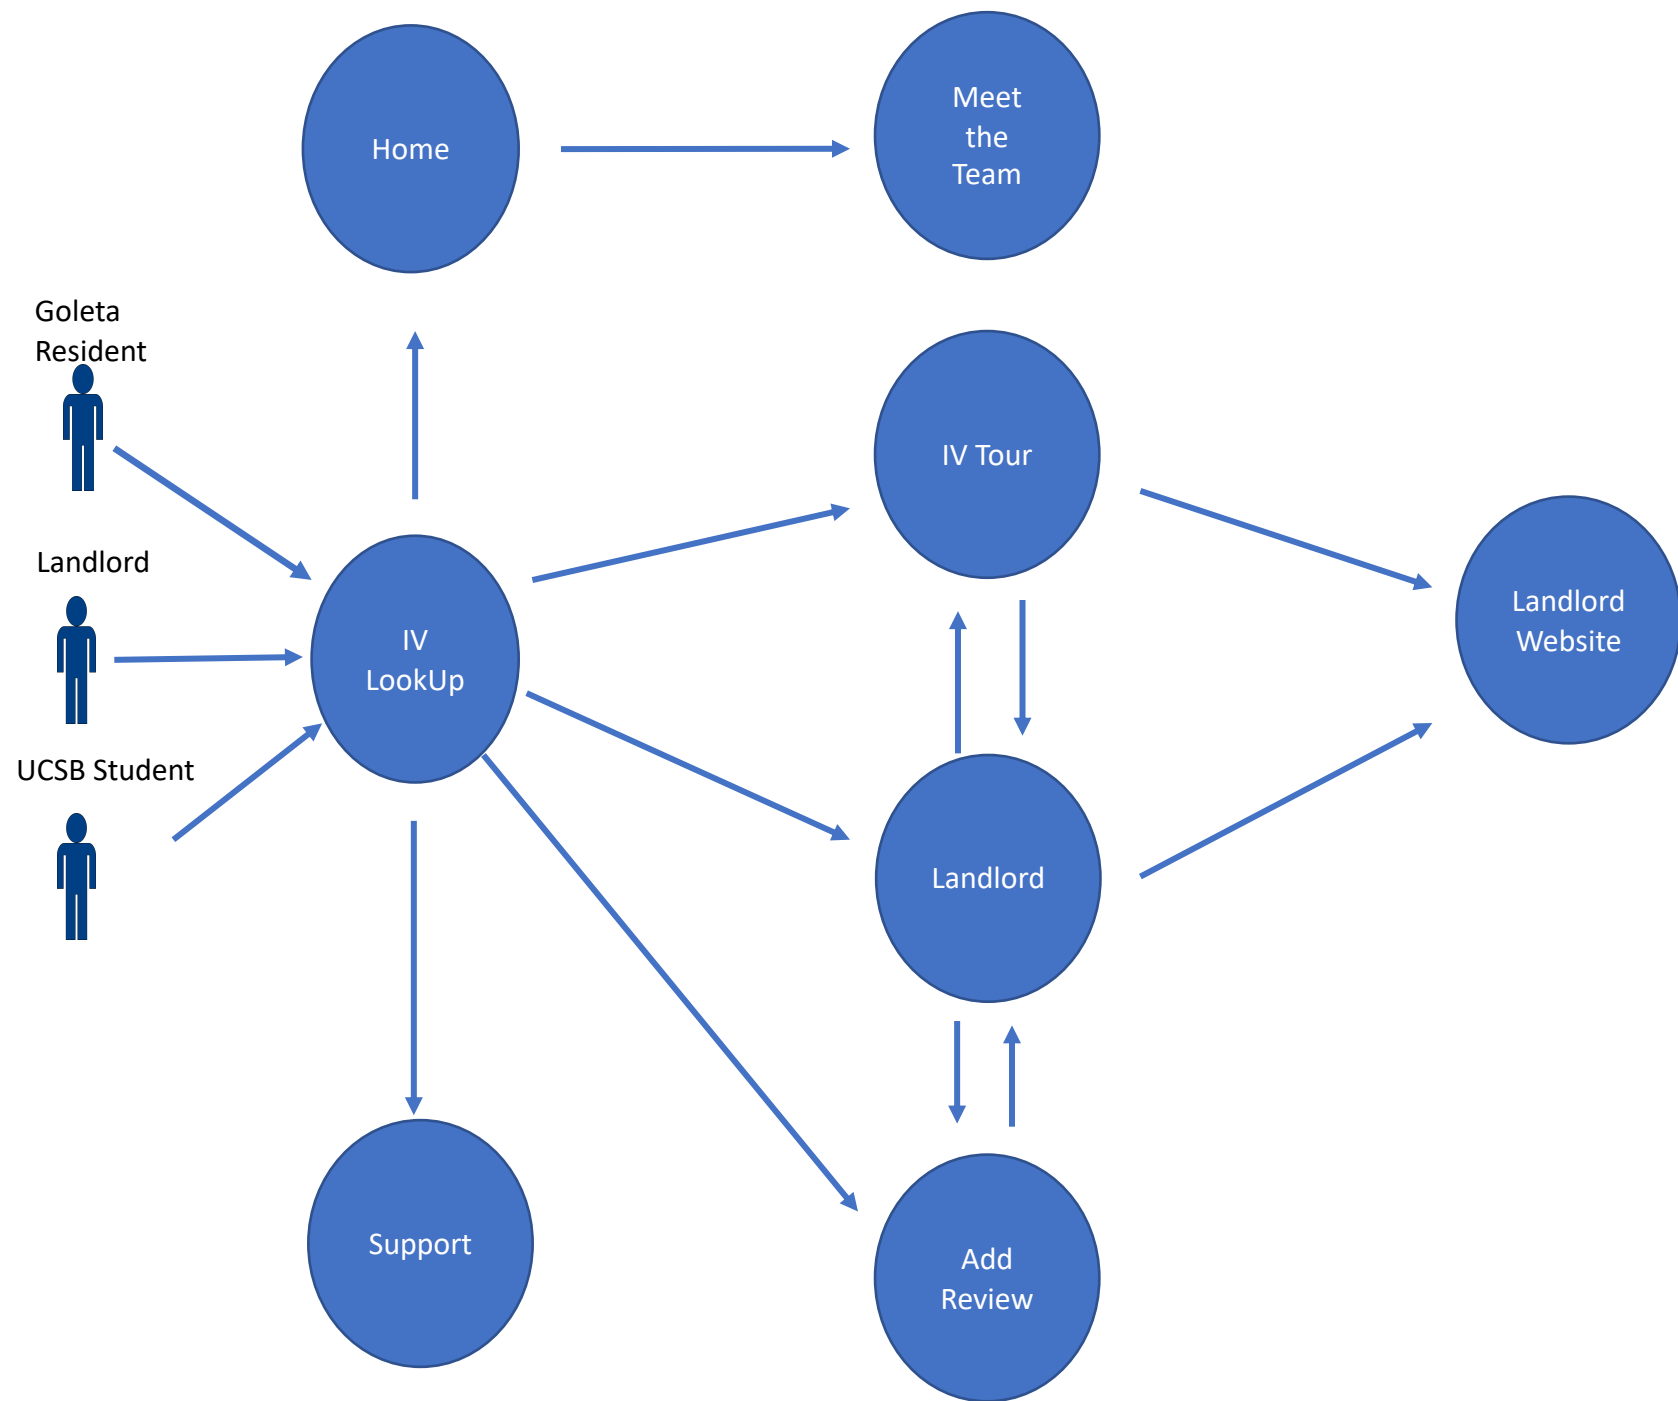 Home
Meet
the
Team
Goleta
Resident
IV Tour
Landlord
IV
LookUp
Landlord
Website
UCSB Student
Landlord
Support
Add
Review